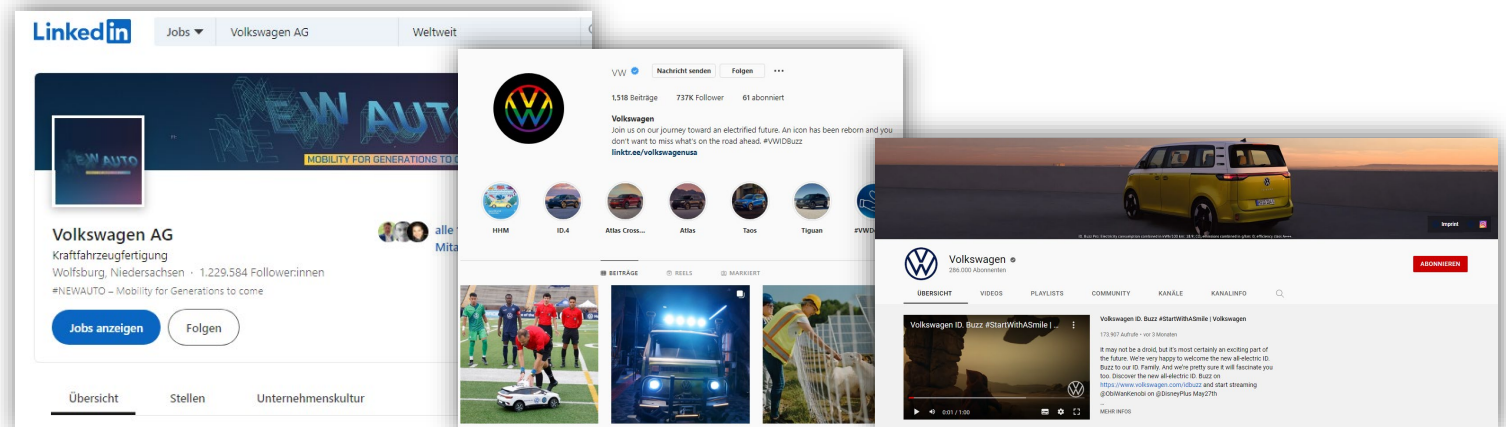 LinkedIn
Jobs
Volkswagen AG
Weltweit
NEW AUTO
MOBILITY FOR GENERATIONS TO
NEW AUTO
Volkswagen AG
Kraftfahrzeugfertigung
Wolfsburg, Niedersachsen · 1.229.584 Follower:innen
#NEWAUTO – Mobility for Generations to come
alle
Jobs anzeigen
Folgen
Übersicht
Stellen
Unternehmenskultur
VW
Nachricht senden
Folgen
1,518 Beiträge
737K Follower
61 abonniert
Volkswagen
Join us on our journey toward an electrified future. An icon has been reborn and you
don't want to miss what's on the road ahead. #VWIDBuzz
linktr.ee/volkswagenusa
HHM
ID.4
Atlas Cross...
Atlas
Taos
Tiguan
BEITRÄGE
REELS
MARKIERT
Imprint
Volkswagen
286.000 Abonnenten
ABONNIEREN
ÜBERSICHT
VIDEOS
PLAYLISTS
COMMUNITY
KANÄLE
KANALINFO
Volkswagen ID. Buzz #StartWithASmile | ...
0:01 / 1:00
Volkswagen ID. Buzz #StartWithASmile | Volkswagen
173.907 Aufrufe • vor 3 Monaten
It may not be a droid, but it's most certainly an exciting part of
the future. We're very happy to welcome the new all-electric ID.
Buzz to our ID. Family. And we're pretty sure it will fascinate you
too. Discover the new all-electric ID. Buzz on
https://www.volkswagen.com/idbuzz and start streaming
@ObiWanKenobi on @DisneyPlus May27th
...
MEHR INFOS